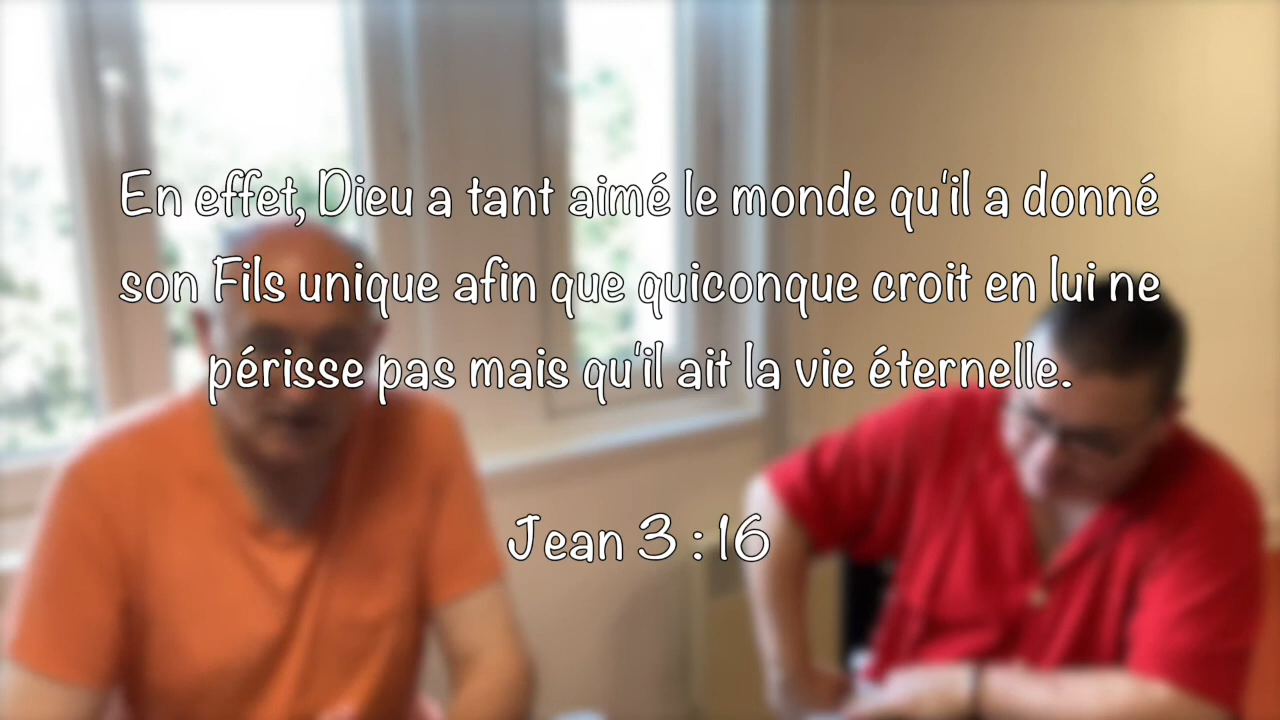 En effet, Dieu a tant aimé le monde qu'il a donné
son Fils unique afin que quiconque croit en lui ne
périsse pas mais qu'il ait la vie éternelle.
Jean 3 : 16